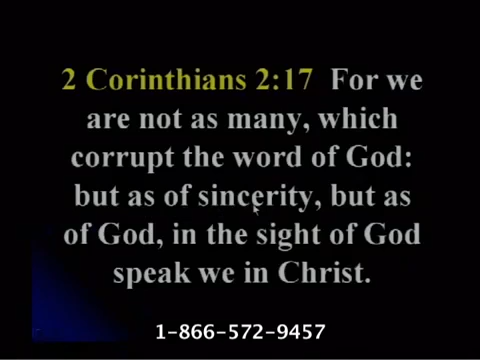 2 Corinthians 2:17 For we
are not as many, which
corrupt the word of God:
but as of sincerity, but as
of God, in the sight of God
speak we in Christ.
1-866-572-9457